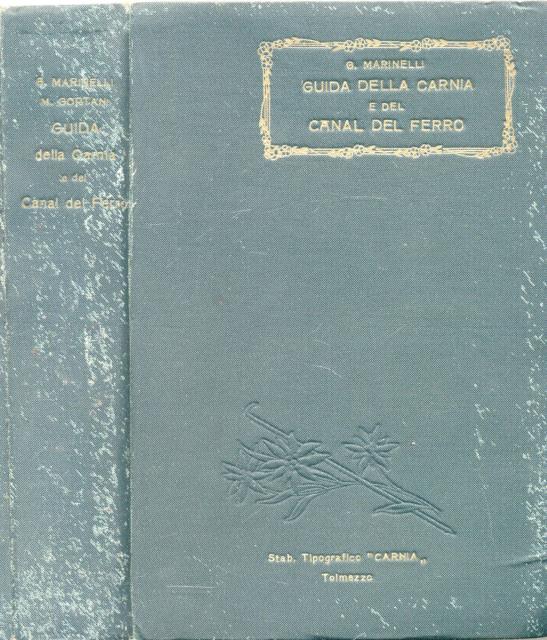 G. MARINELLI
M. GORTANI
GUIDA
della Carnia
e del
Canal del Ferro
G. MARINELLI
GUIDA DELLA CARNIA
E DEL
CANAL DEL FERRO
Stab. Tipografico "CARNIA„
Tolmezzo